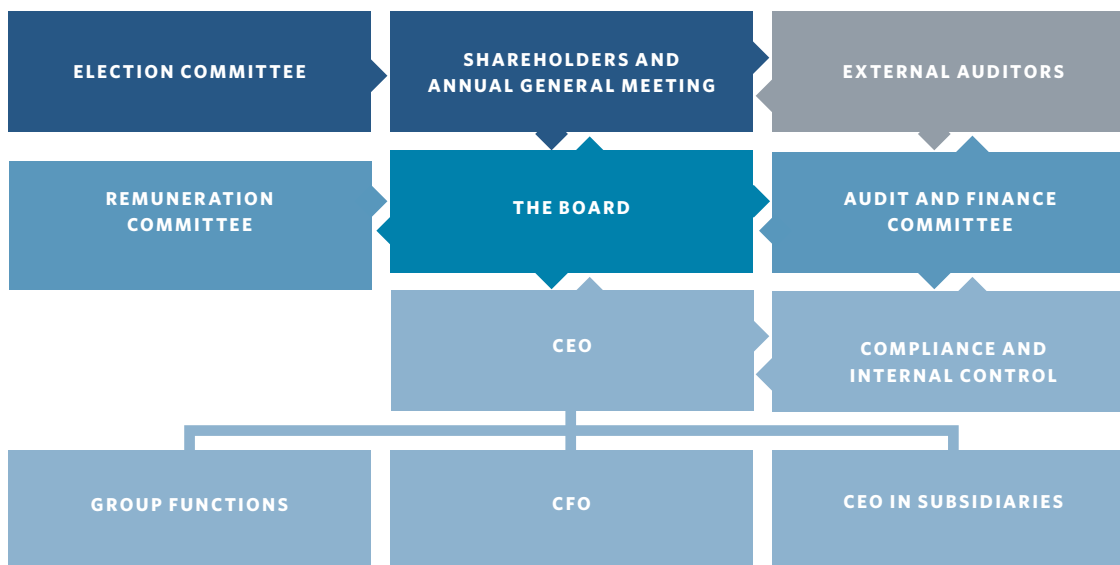 ELECTION COMMITTEE
SHAREHOLDERS AND
ANNUAL GENERAL MEETING
EXTERNAL AUDITORS
REMUNERATION
COMMITTEE
THE BOARD
AUDIT AND FINANCE
COMMITTEE
CEO
COMPLIANCE AND
INTERNAL CONTROL
GROUP FUNCTIONS
CFO
CEO IN SUBSIDIARIES